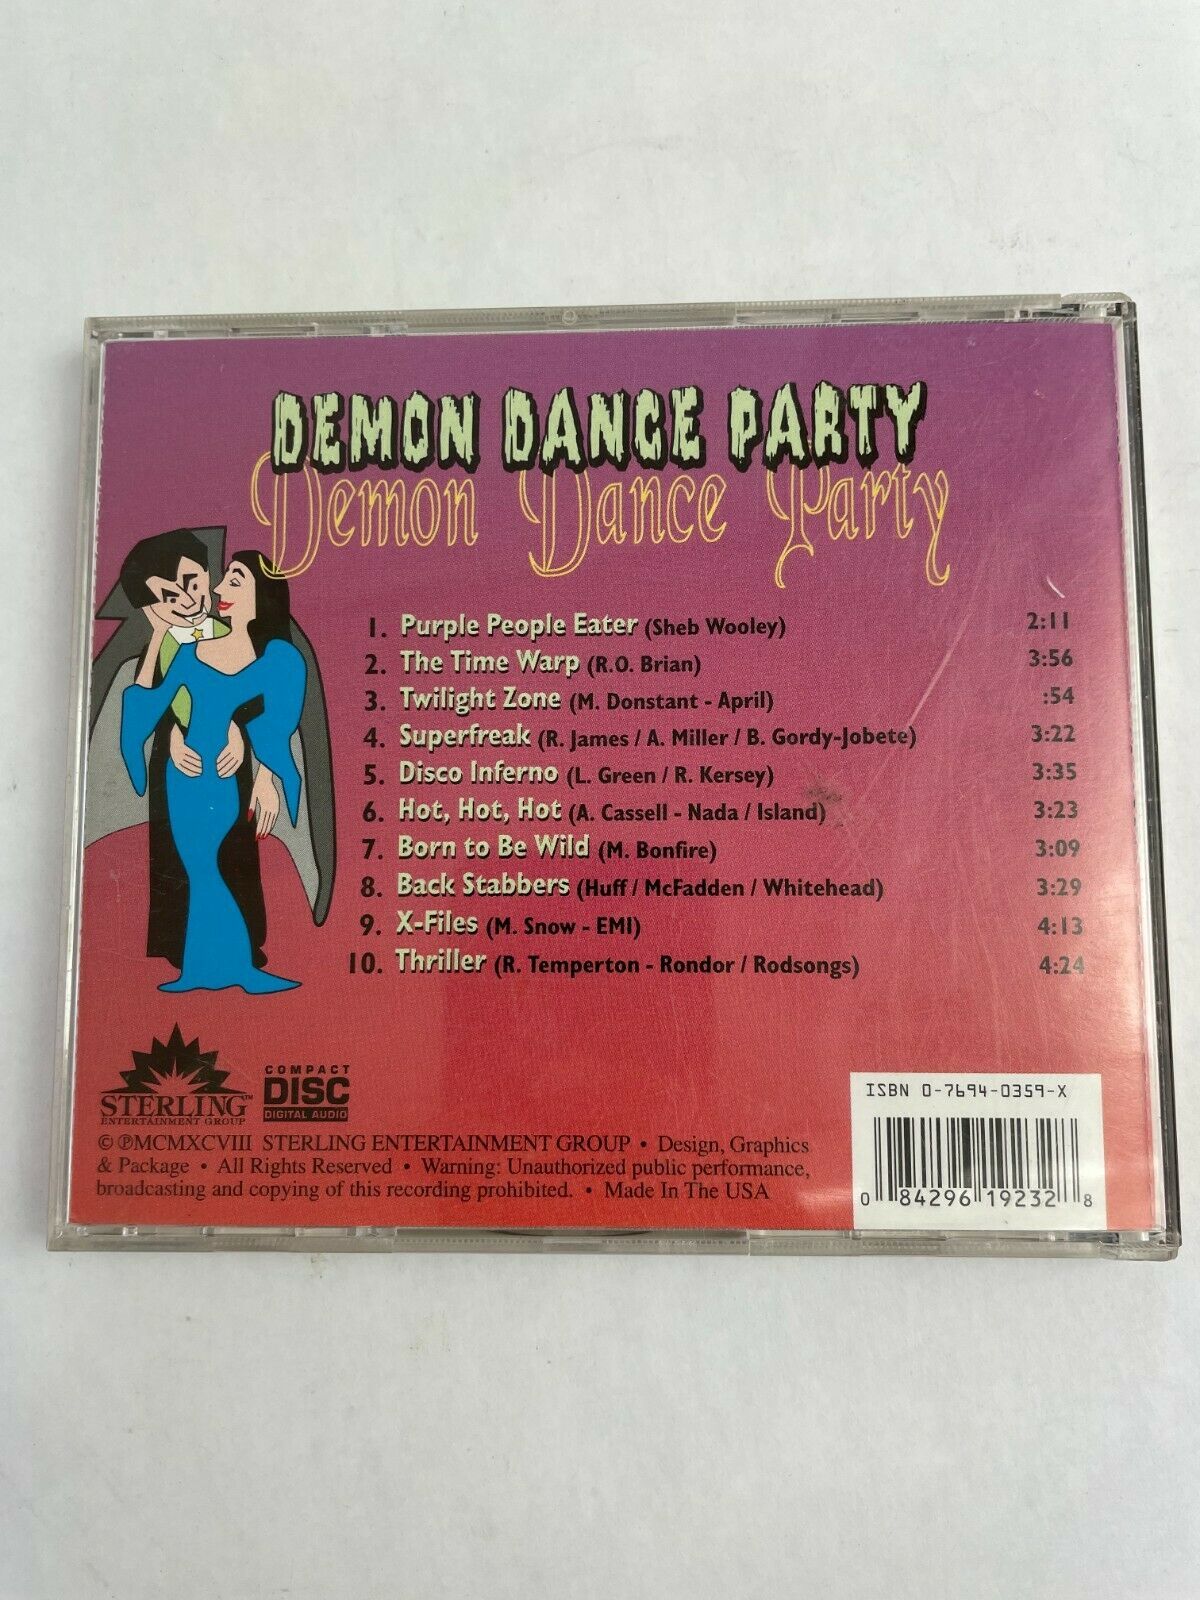 DEMON DANCE PARTY
Demon Dance Party
1. Purple People Eater (Sheb Wooley) 2:11
2. The Time Warp (R.O. Brian) 3:56
3. Twilight Zone (M. Donstant - April) :54
4. Superfreak (R. James / A. Miller / B. Gordy-Jobete) 3:22
5. Disco Inferno (L. Green / R. Kersey) 3:35
6. Hot, Hot, Hot (A. Cassell - Nada / Island) 3:23
7. Born to Be Wild (M. Bonfire) 3:09
8. Back Stabbers (Huff / McFadden / Whitehead) 3:29
9. X-Files (M. Snow - EMI) 4:13
10. Thriller (R. Temperton - Rondor / Rodsongs) 4:24
STERLING™
ENTERTAINMENT GROUP
COMPACT
DISC
DIGITAL AUDIO
© ℗MCMXCVIII STERLING ENTERTAINMENT GROUP • Design, Graphics
& Package • All Rights Reserved • Warning: Unauthorized public performance,
broadcasting and copying of this recording prohibited. • Made In The USA
ISBN 0-7694-0359-X
0 84296 19232 8